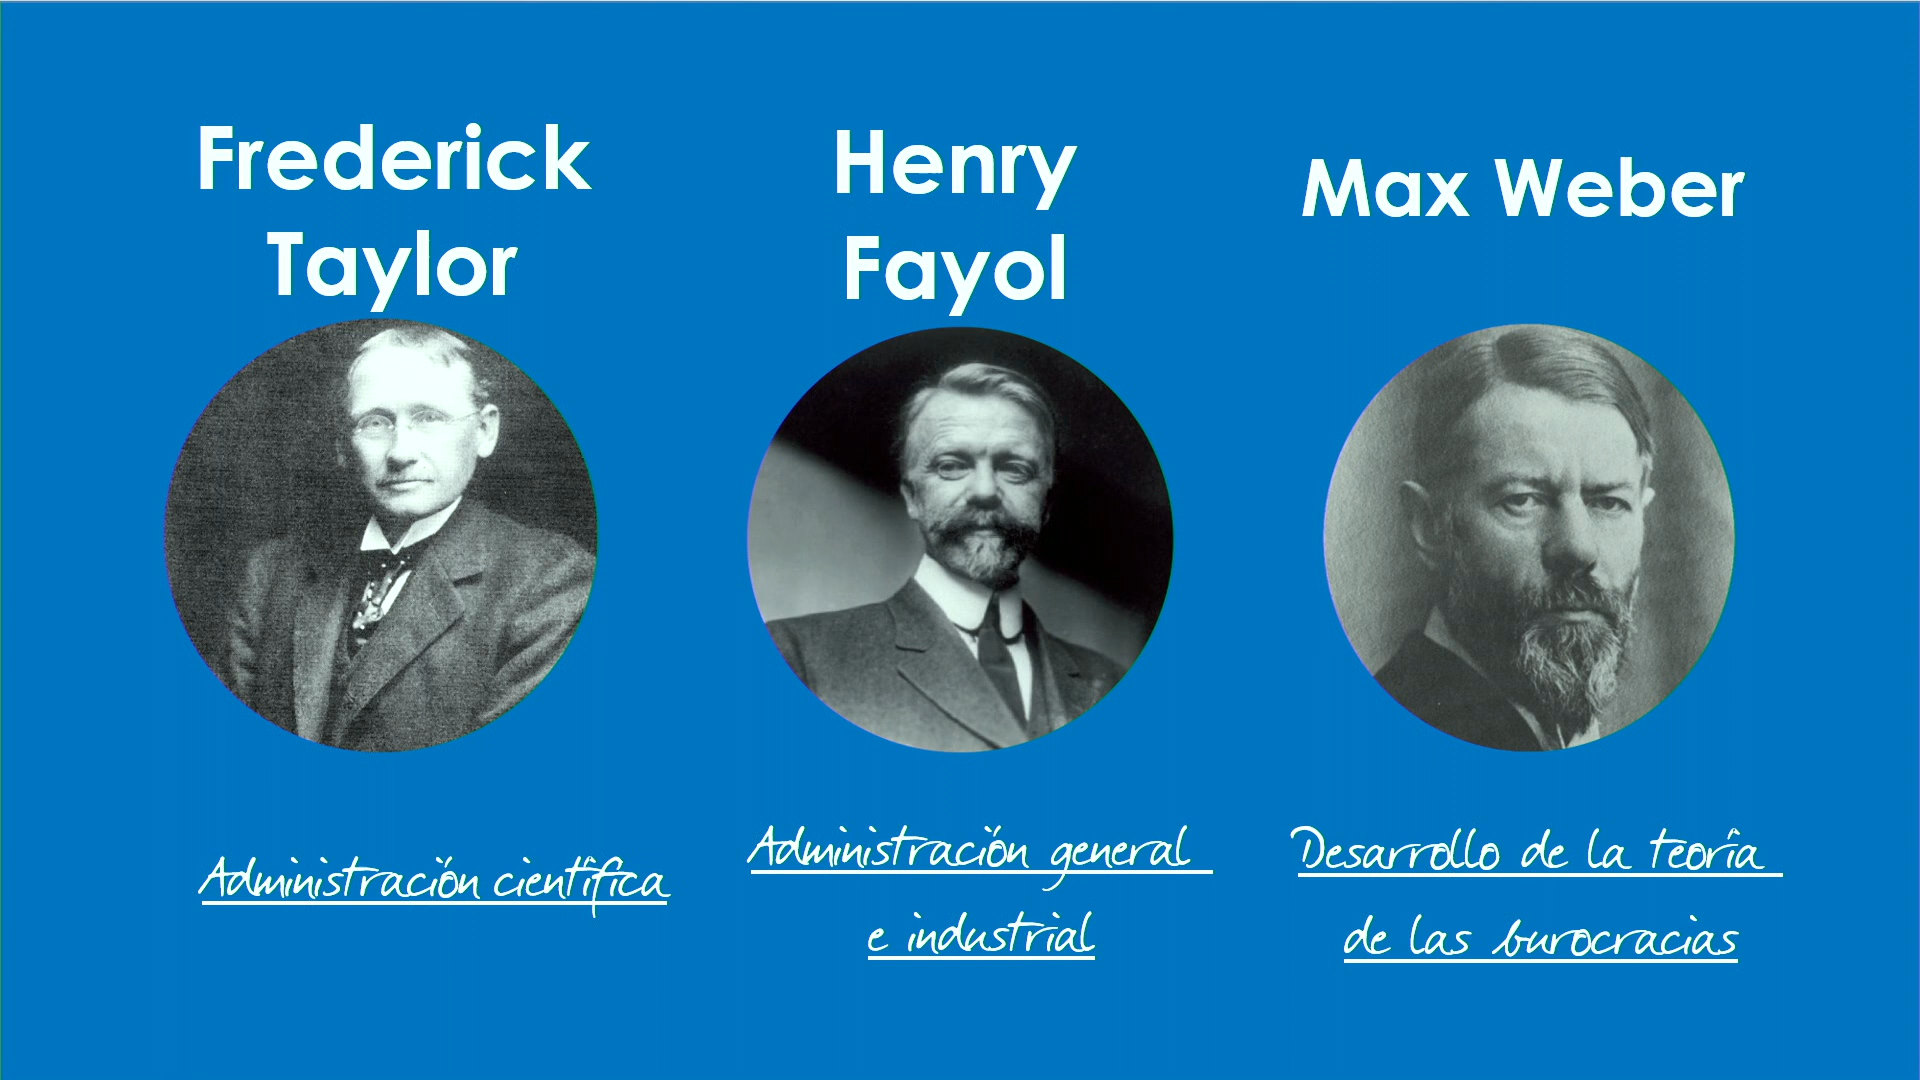 Frederick
Taylor
Henry
Fayol
Max Weber
Administración científica
Administración general
e industrial
Desarrollo de la teoría
de las burocracias